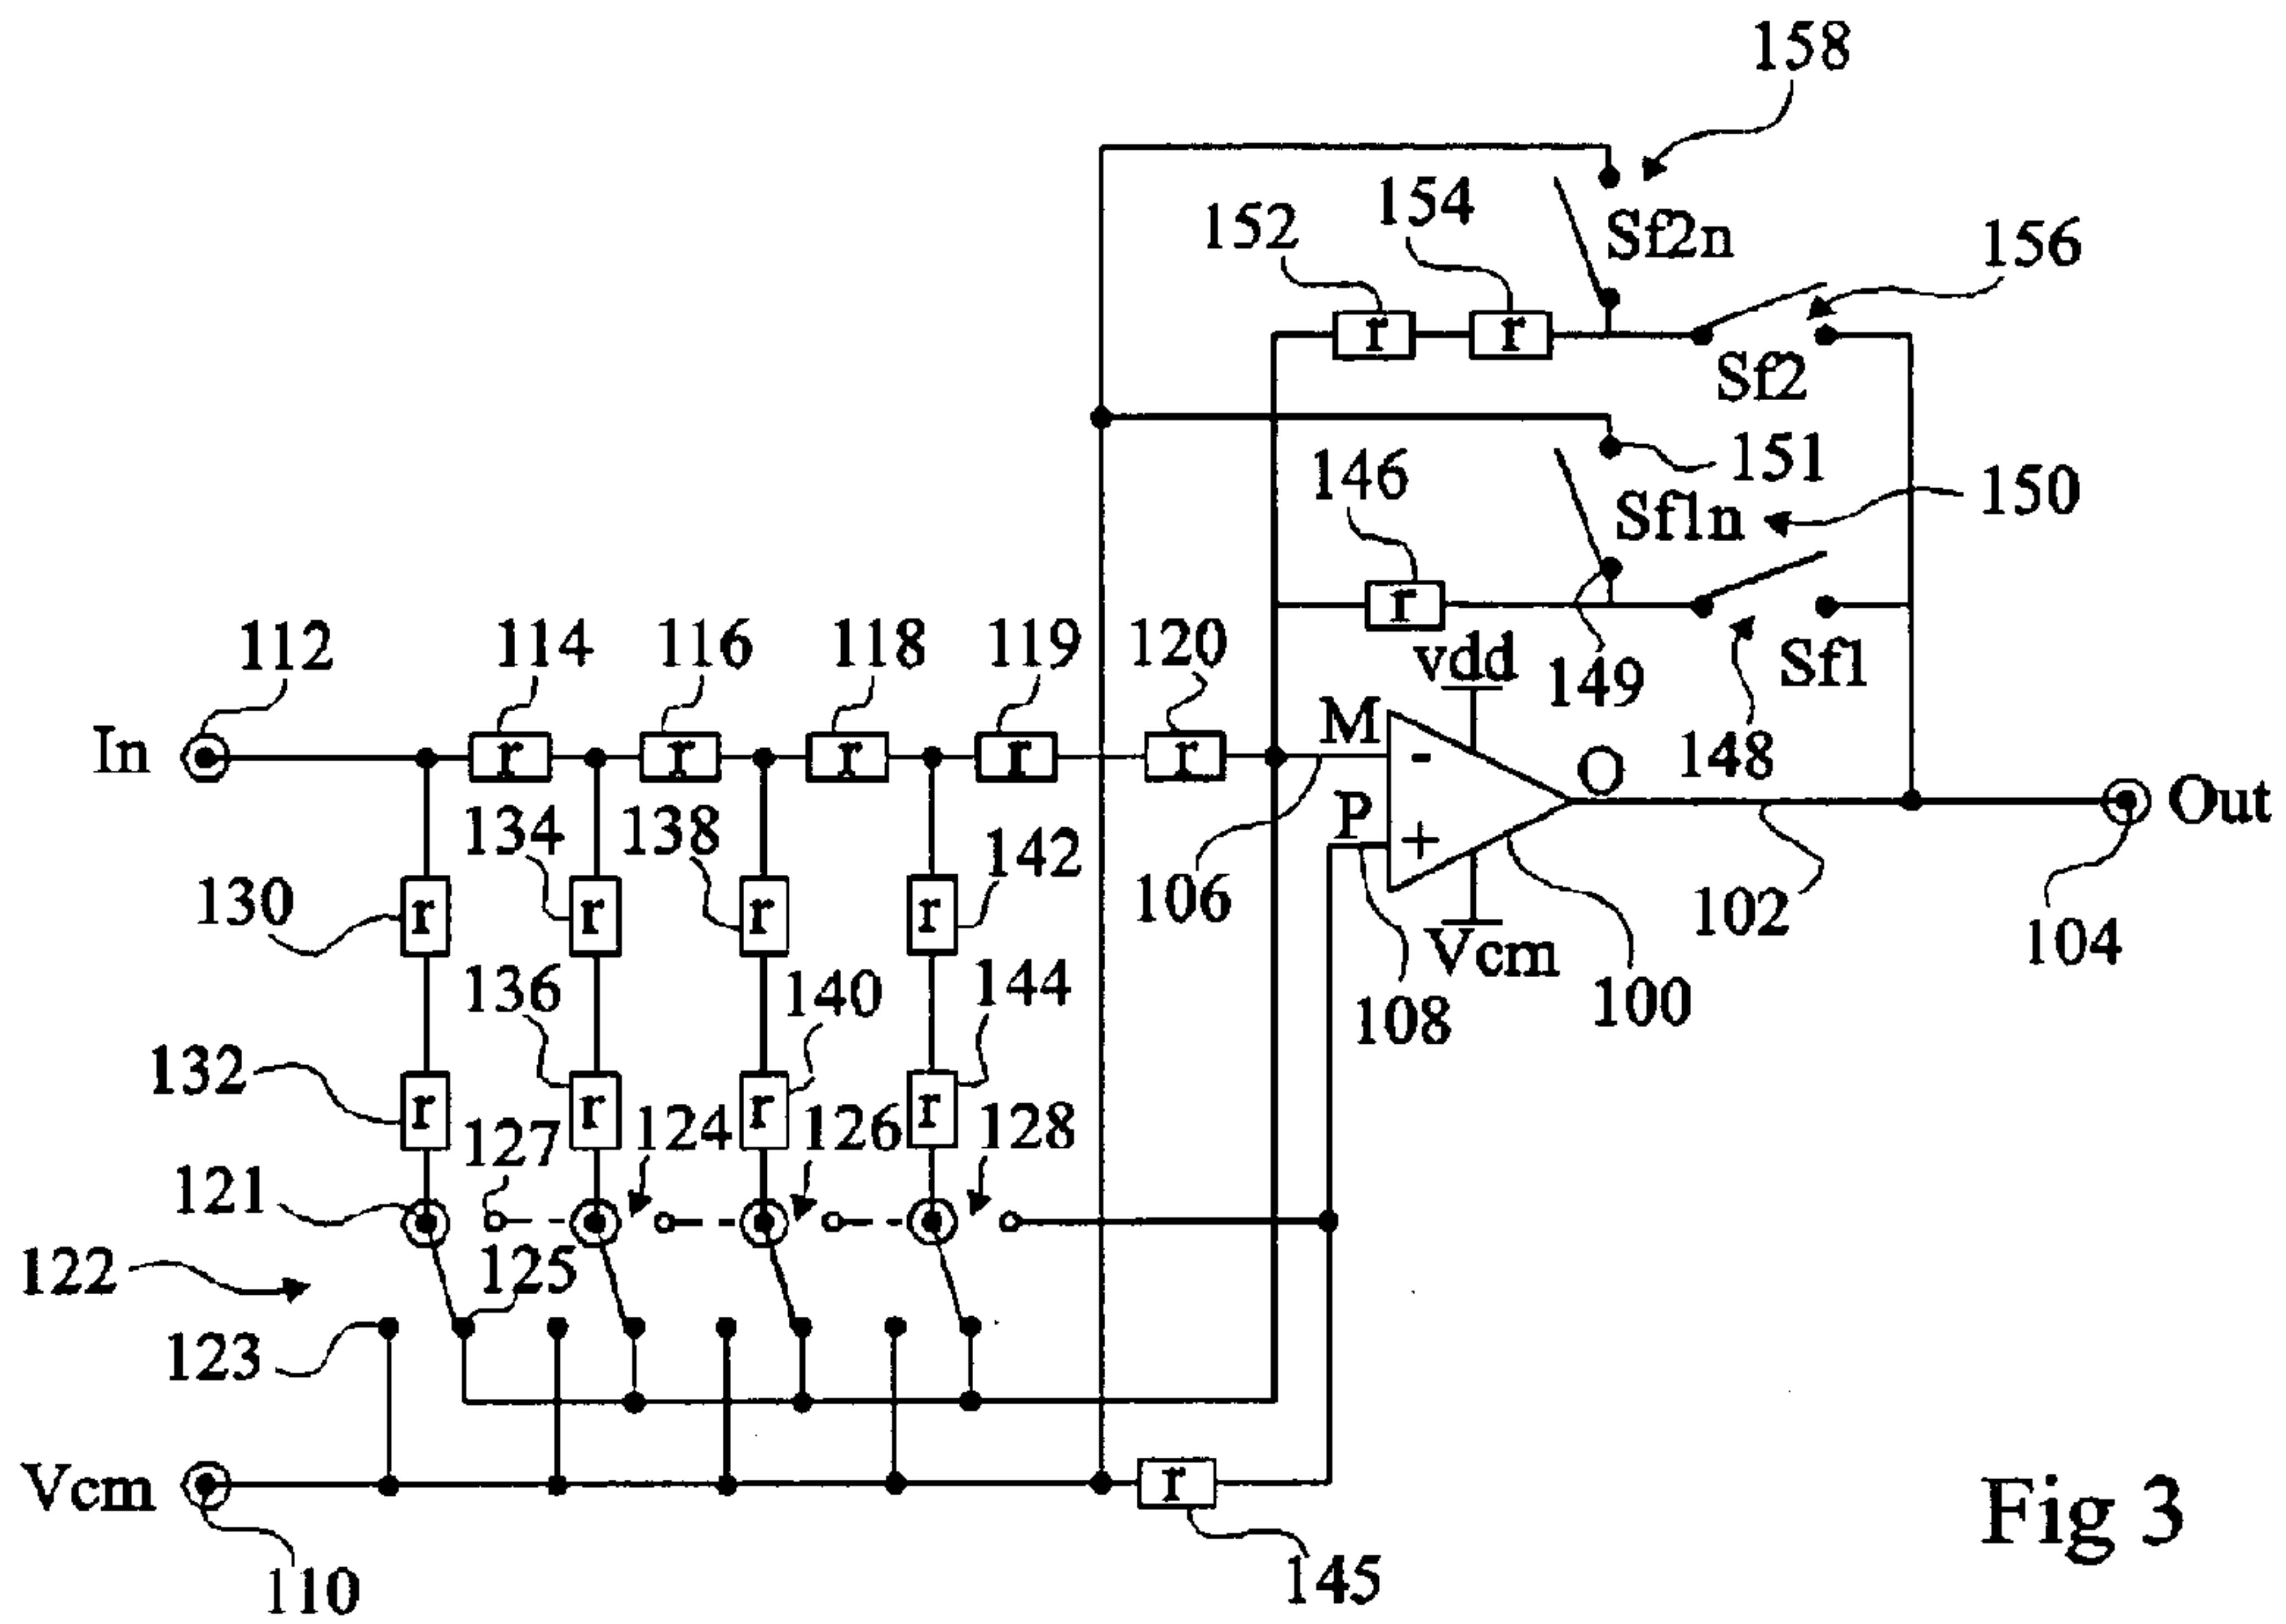 158
152
154
Sf2n
156
Sf2
151
146
Sf1n
150
r
r
r
112
114
116
118
119
120
vdd
149
Sf1
148
In
r
r
r
r
r
M
-
O
Out
134
138
142
P
+
130
r
r
r
r
106
102
104
Vcm
100
108
136
140
144
132
r
r
r
r
127
124
126
128
121
125
122
123
Vcm
r
110
145
Fig 3